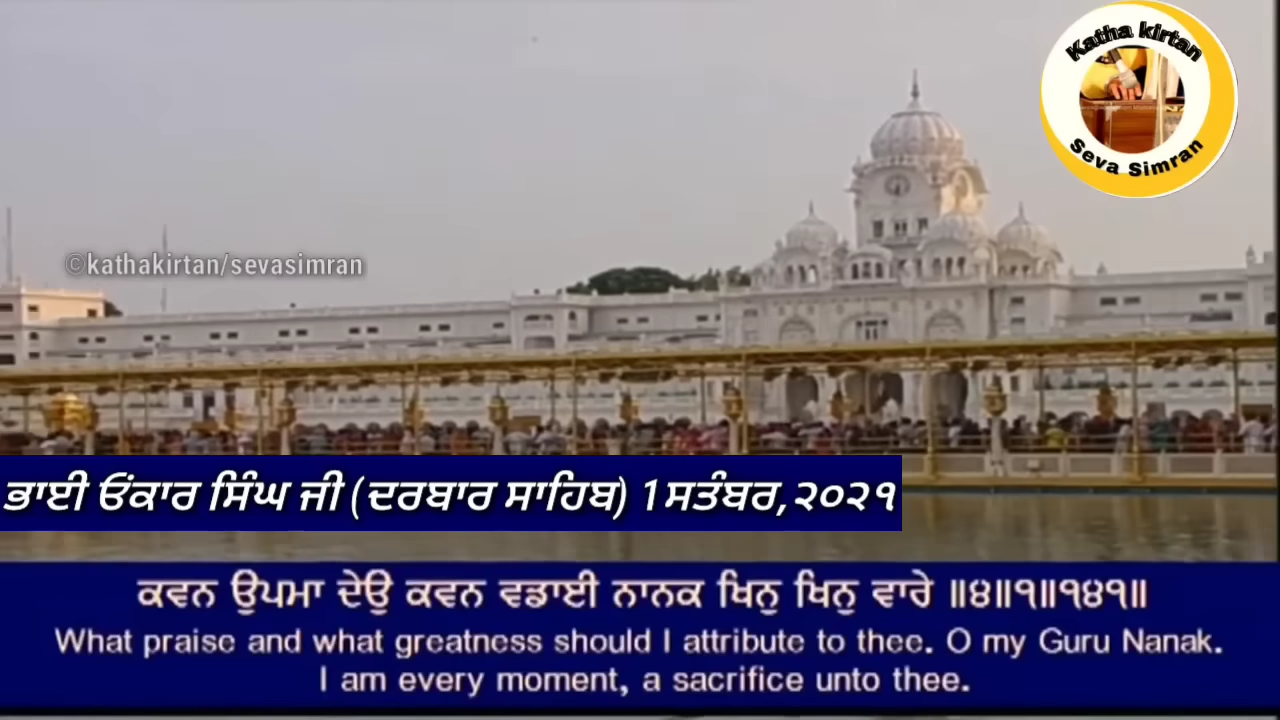 Katha kirtan
Seva Simran
©kathakirtan/sevasimran
ਭਾਈ ਓਂਕਾਰ ਸਿੰਘ ਜੀ (ਦਰਬਾਰ ਸਾਹਿਬ) 1 ਸਤੰਬਰ, ੨੦੨੧
ਕਵਨ ਉਪਮਾ ਦੇਉ ਕਵਨ ਵਡਾਈ ਨਾਨਕ ਖਿਨੁ ਖਿਨੁ ਵਾਰੇ ॥੪॥੧॥੧੪੧॥
What praise and what greatness should I attribute to thee. O my Guru Nanak.
I am every moment, a sacrifice unto thee.